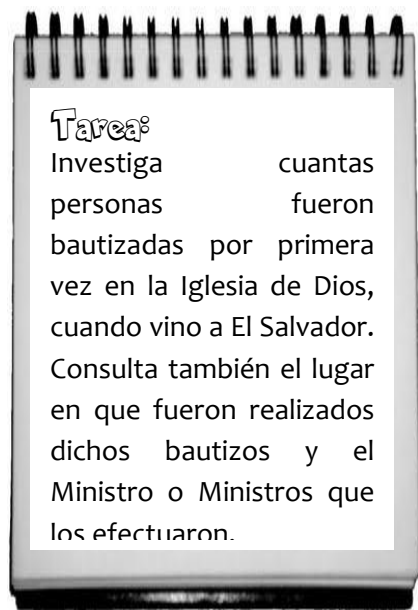 Tarea:
Investiga cuantas
personas fueron
bautizadas por primera
vez en la Iglesia de Dios,
cuando vino a El Salvador.
Consulta también el lugar
en que fueron realizados
dichos bautizos y el
Ministro o Ministros que
los efectuaron.